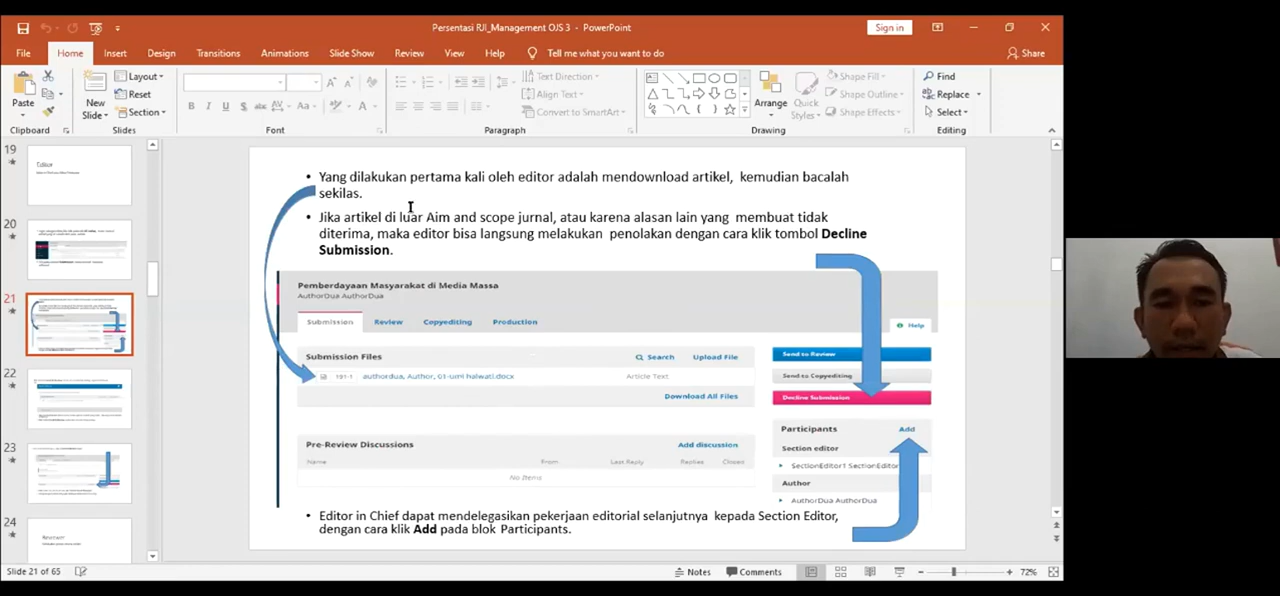 Persentasi RJI_Management OJS 3 - PowerPoint
Sign in
File Home Insert Design Transitions Animations Slide Show Review View Help Tell me what you want to do Share
Paste
New Slide
Layout
Reset
Section
B I U S abc AV Aa A
Text Direction
Align Text
Convert to SmartArt
Arrange
Quick Styles
Shape Fill
Shape Outline
Shape Effects
Find
Replace
Select
Clipboard Slides Font Paragraph Drawing Editing
19
Editor
20
21
22
23
24
Reviewer
• Yang dilakukan pertama kali oleh editor adalah mendownload artikel, kemudian bacalah
sekilas.
• Jika artikel di luar Aim and scope jurnal, atau karena alasan lain yang membuat tidak
diterima, maka editor bisa langsung melakukan penolakan dengan cara klik tombol Decline
Submission.
Pemberdayaan Masyarakat di Media Massa
AuthorDua AuthorDua
Submission Review Copyediting Production
Help
Submission Files
Search Upload File
191-1 authordua, Author, 01-umi halwati.docx Article Text
Download All Files
Send to Review
Send to Copyediting
Decline Submission
Participants Add
Section editor
SectionEditor1 SectionEditor
Author
AuthorDua AuthorDua
Pre-Review Discussions Add discussion
Name From Last Reply Replies Closed
No Items
• Editor in Chief dapat mendelegasikan pekerjaan editorial selanjutnya kepada Section Editor,
dengan cara klik Add pada blok Participants.
Slide 21 of 65
Notes Comments 72%